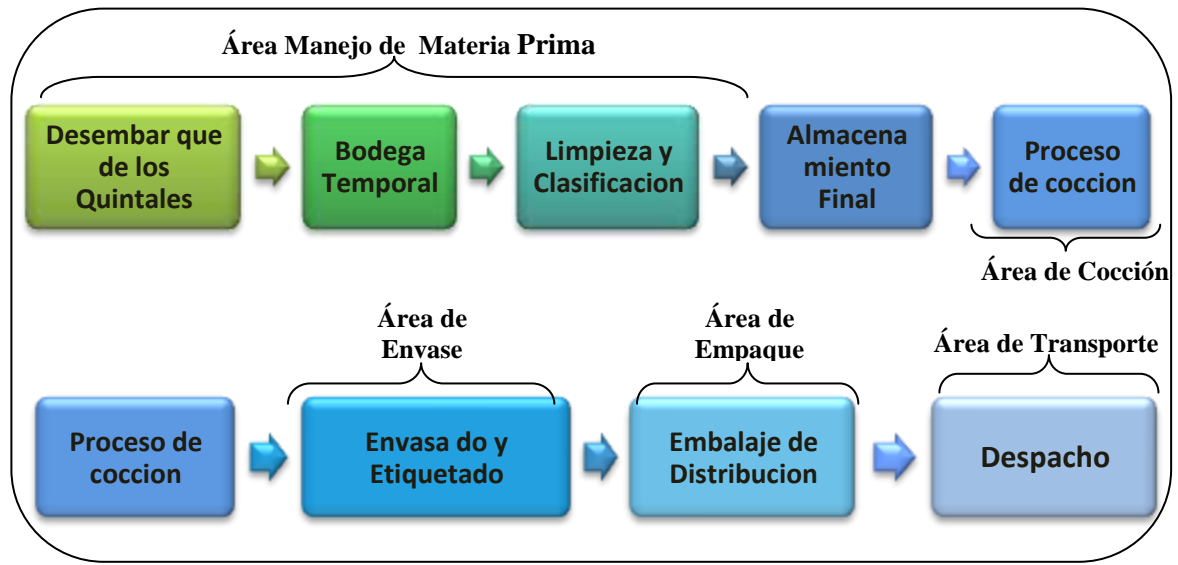 Área Manejo de Materia Prima
Desembar que
de los
Quintales
Bodega
Temporal
Limpieza y
Clasificacion
Almacena
miento
Final
Proceso
de coccion
Área de Cocción
Área de
Envase
Área de
Empaque
Área de Transporte
Proceso de
coccion
Envasa do y
Etiquetado
Embalaje de
Distribucion
Despacho